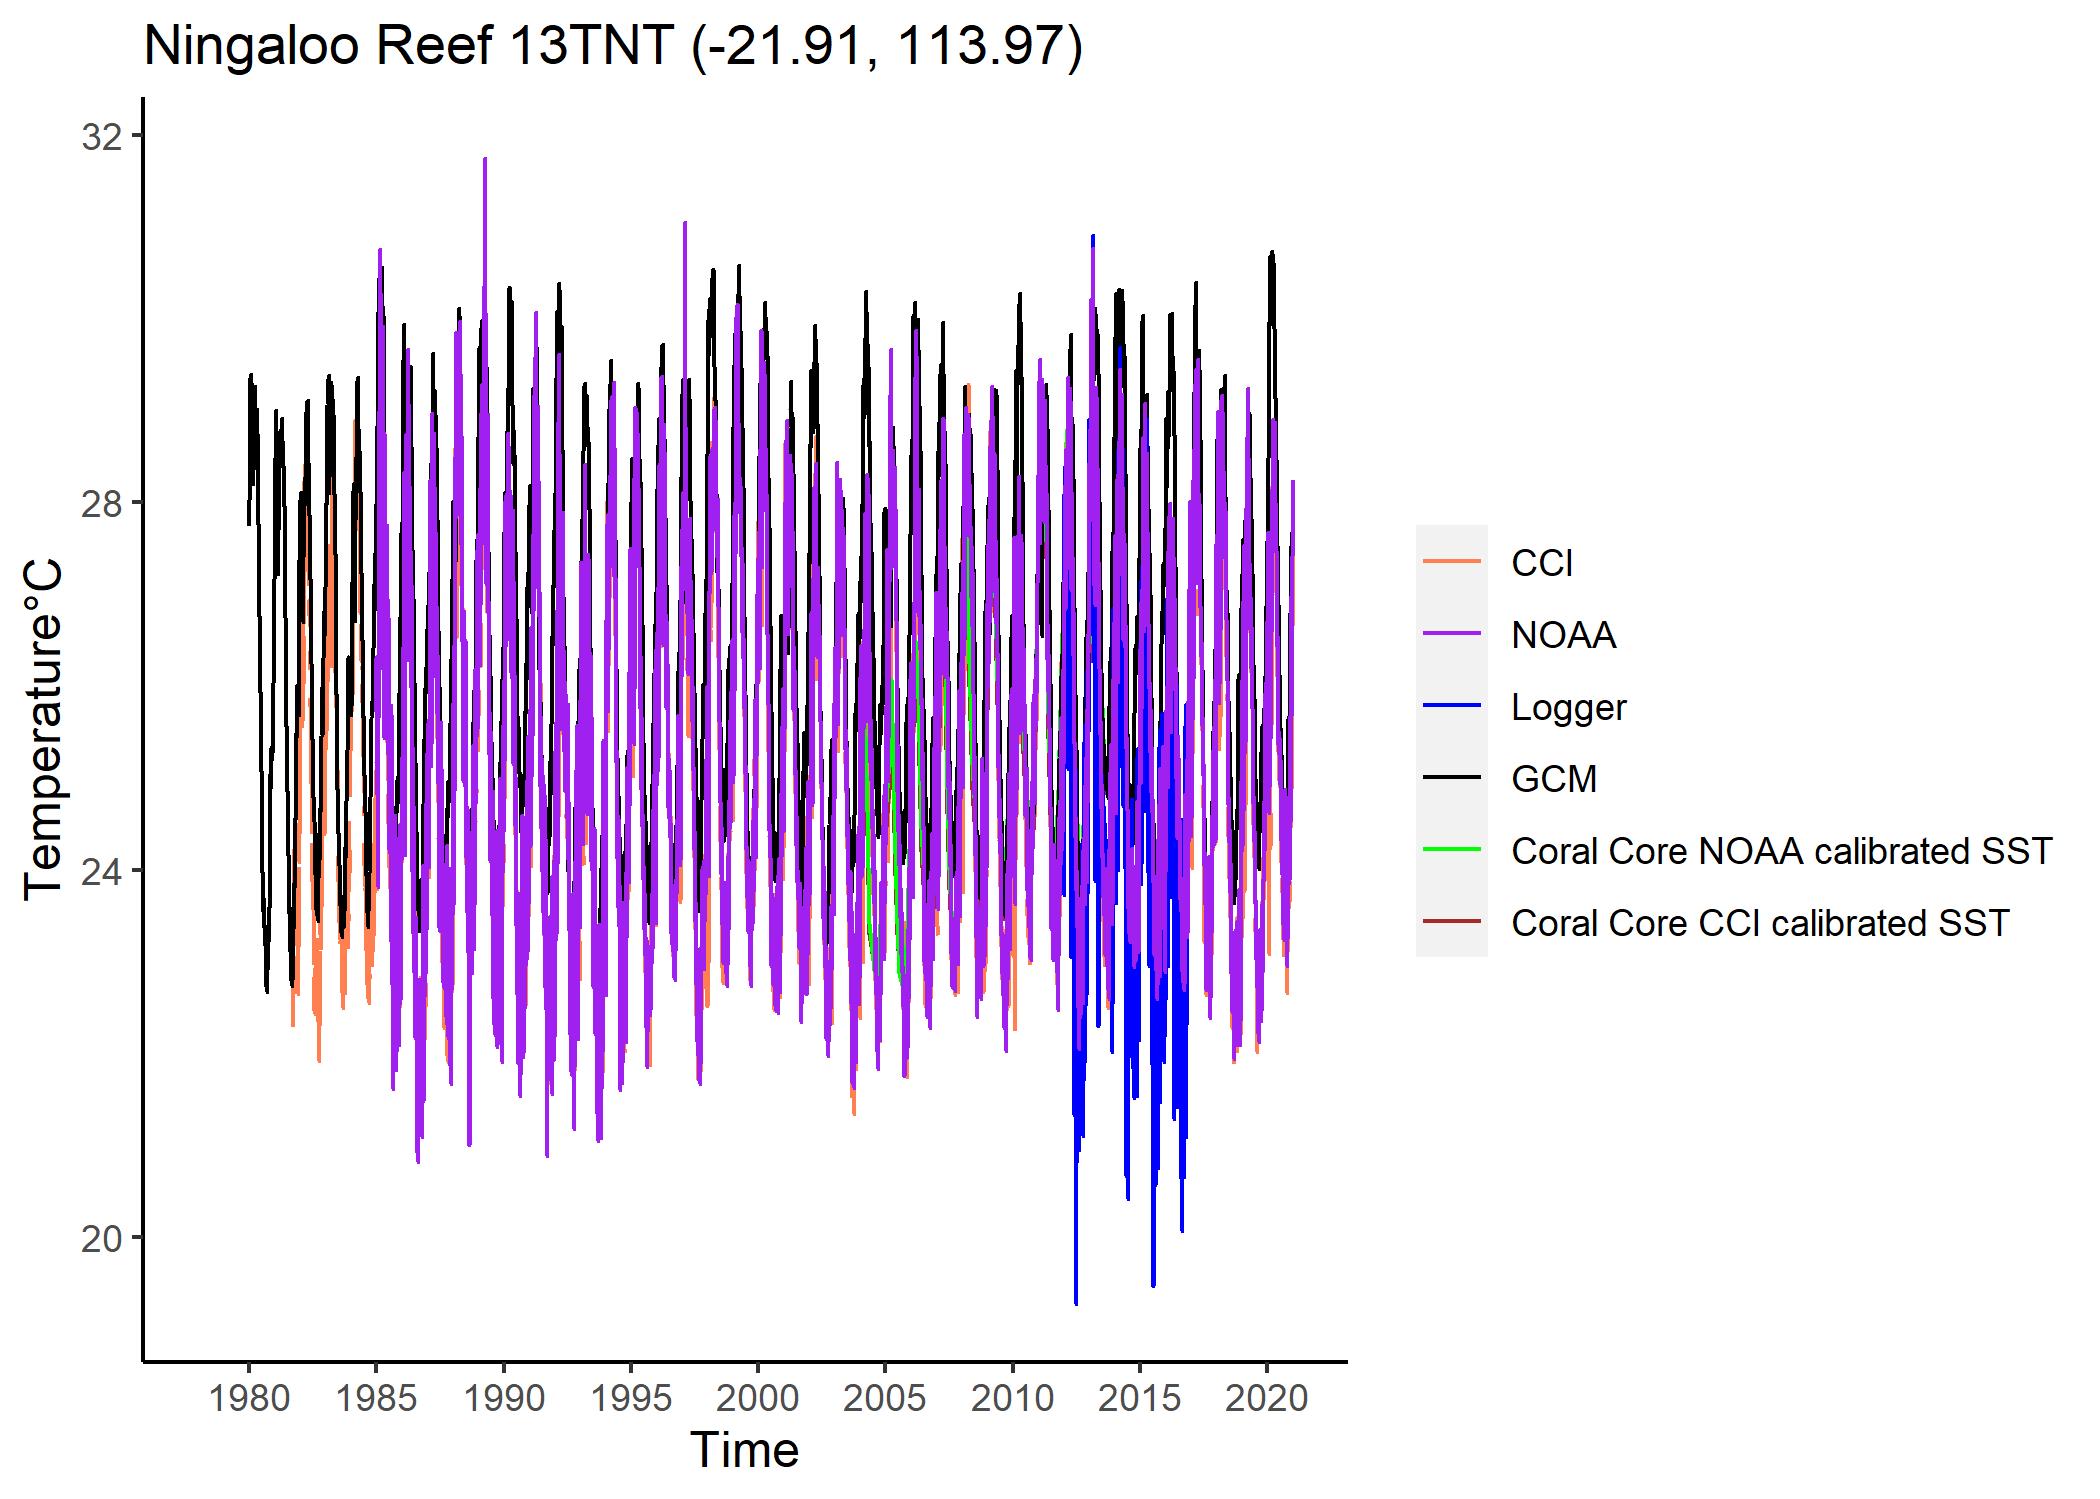 Ningaloo Reef 13TNT (-21.91, 113.97)
32
28
24
20
Temperature°C
1980 1985 1990 1995 2000 2005 2010 2015 2020
Time
CCI
NOAA
Logger
GCM
Coral Core NOAA calibrated SST
Coral Core CCI calibrated SST